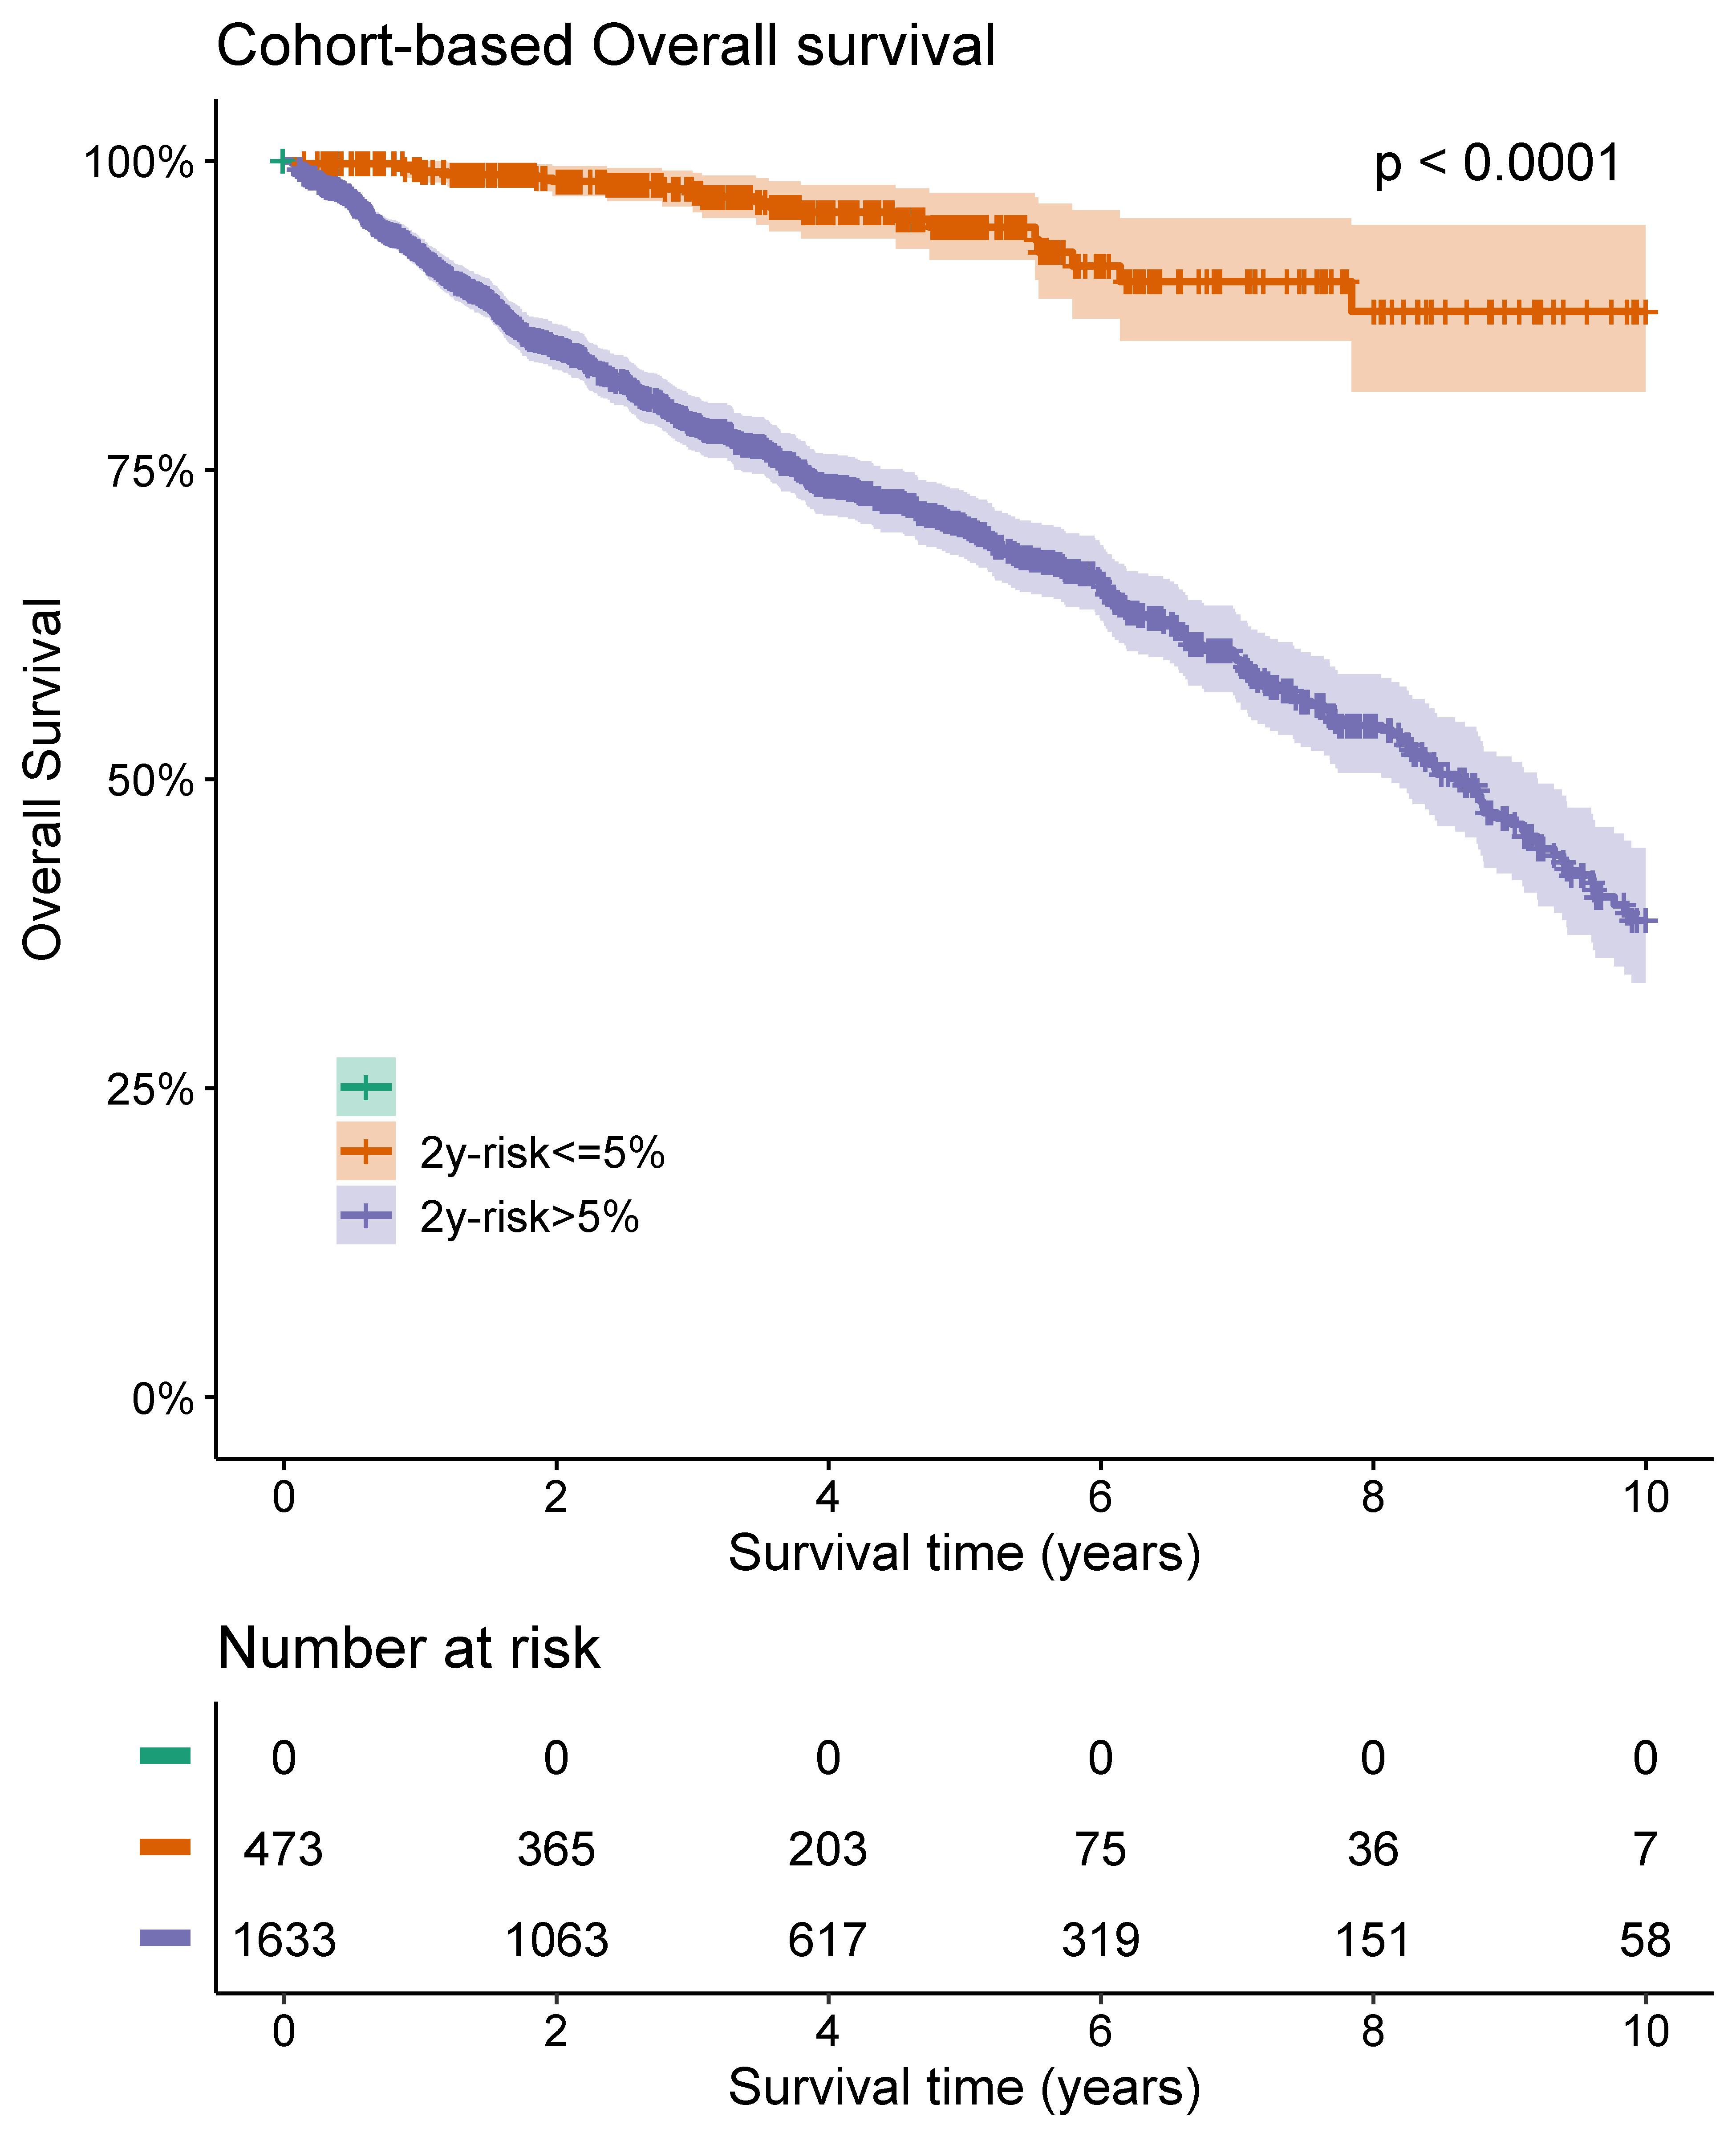 Cohort-based Overall survival
100%
p < 0.0001
75%
50%
25%
0%
Overall Survival
2y-risk<=5%
2y-risk>5%
0 2 4 6 8 10
Survival time (years)
Number at risk
0 0 0 0 0 0
473 365 203 75 36 7
1633 1063 617 319 151 58
0 2 4 6 8 10
Survival time (years)